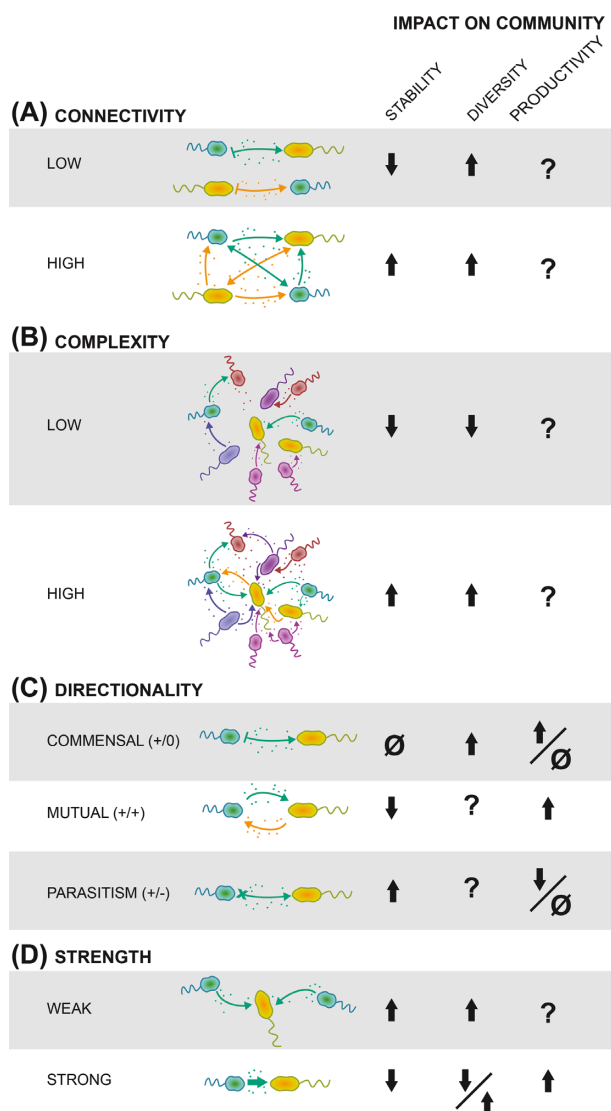 IMPACT ON COMMUNITY
STABILITY
DIVERSITY
PRODUCTIVITY
(A) CONNECTIVITY
LOW ?
HIGH ?
(B) COMPLEXITY
LOW ?
HIGH ?
(C) DIRECTIONALITY
COMMENSAL (+/0) Ø Ø
MUTUAL (+/+) ?
PARASITISM (+/-) ? Ø
(D) STRENGTH
WEAK ?
STRONG